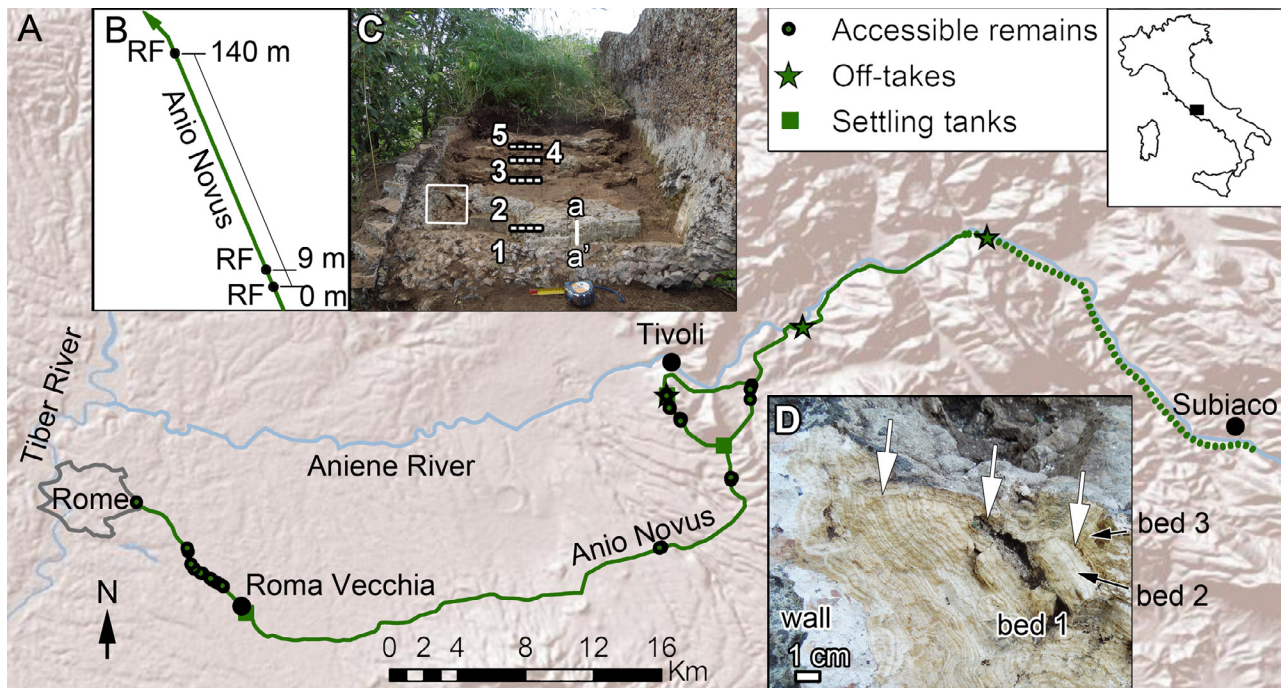 A
B
RF
140 m
Anio Novus
RF
9 m
RF
0 m
C
5
4
3
2
a
1
a'
Accessible remains
Off-takes
Settling tanks
Tiber River
Tivoli
Subiaco
Aniene River
Rome
Anio Novus
Roma Vecchia
N
0 2 4 8 12 16
Km
D
bed 3
bed 2
bed 1
wall
1 cm